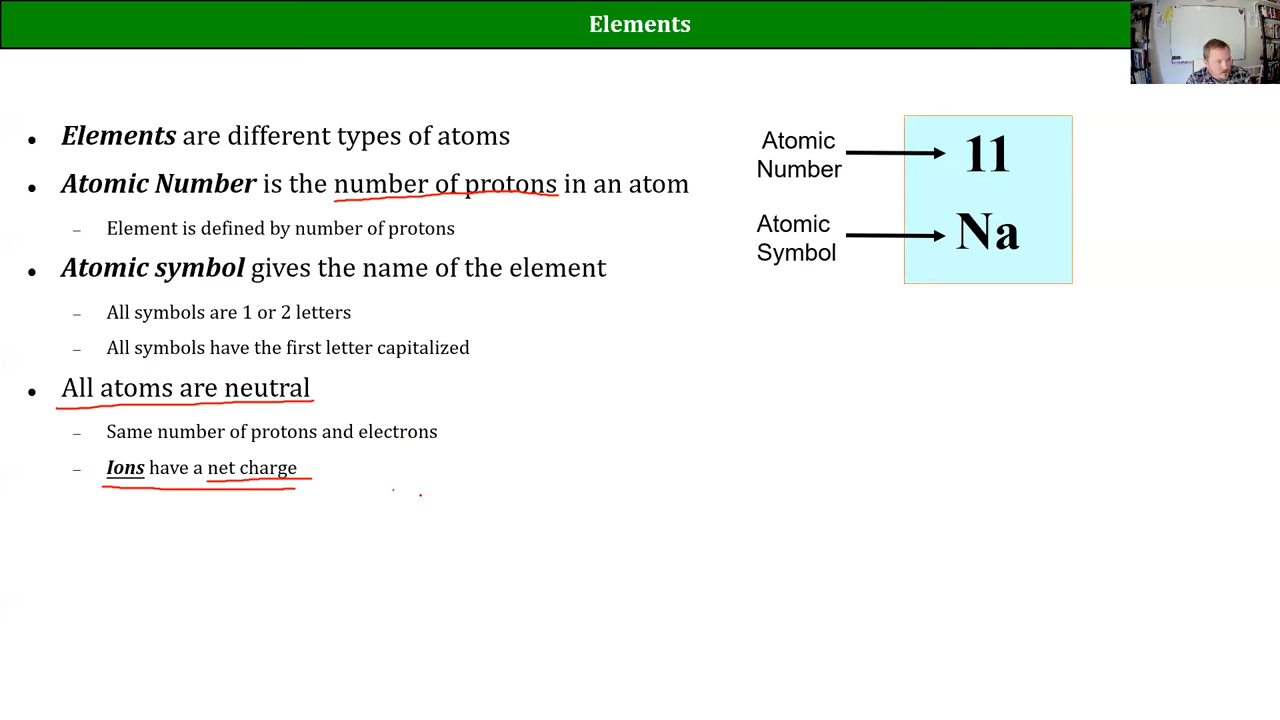 Elements
• Elements are different types of atoms
• Atomic Number is the number of protons in an atom
– Element is defined by number of protons
• Atomic symbol gives the name of the element
– All symbols are 1 or 2 letters
– All symbols have the first letter capitalized
• All atoms are neutral
– Same number of protons and electrons
– Ions have a net charge
Atomic
Number
11
Atomic
Symbol
Na